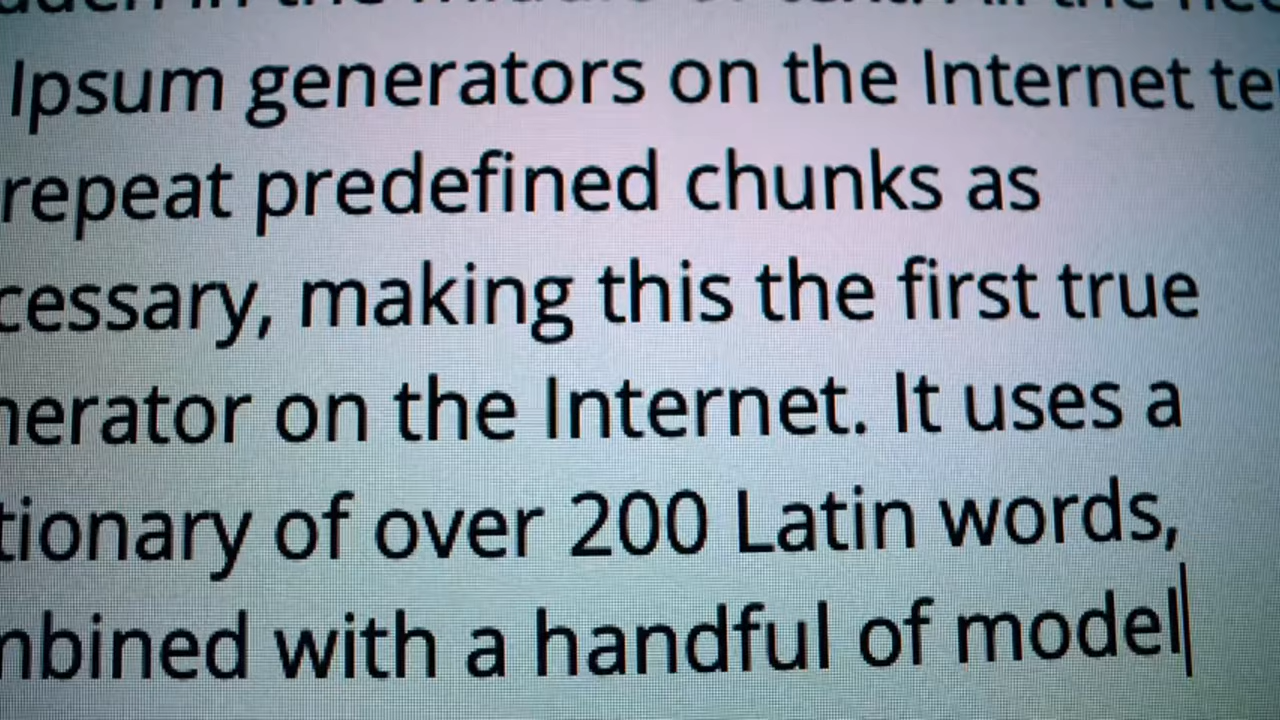 Ipsum generators on the Internet te
repeat predefined chunks as
cessary, making this the first true
nerator on the Internet. It uses a
tionary of over 200 Latin words,
mbined with a handful of model